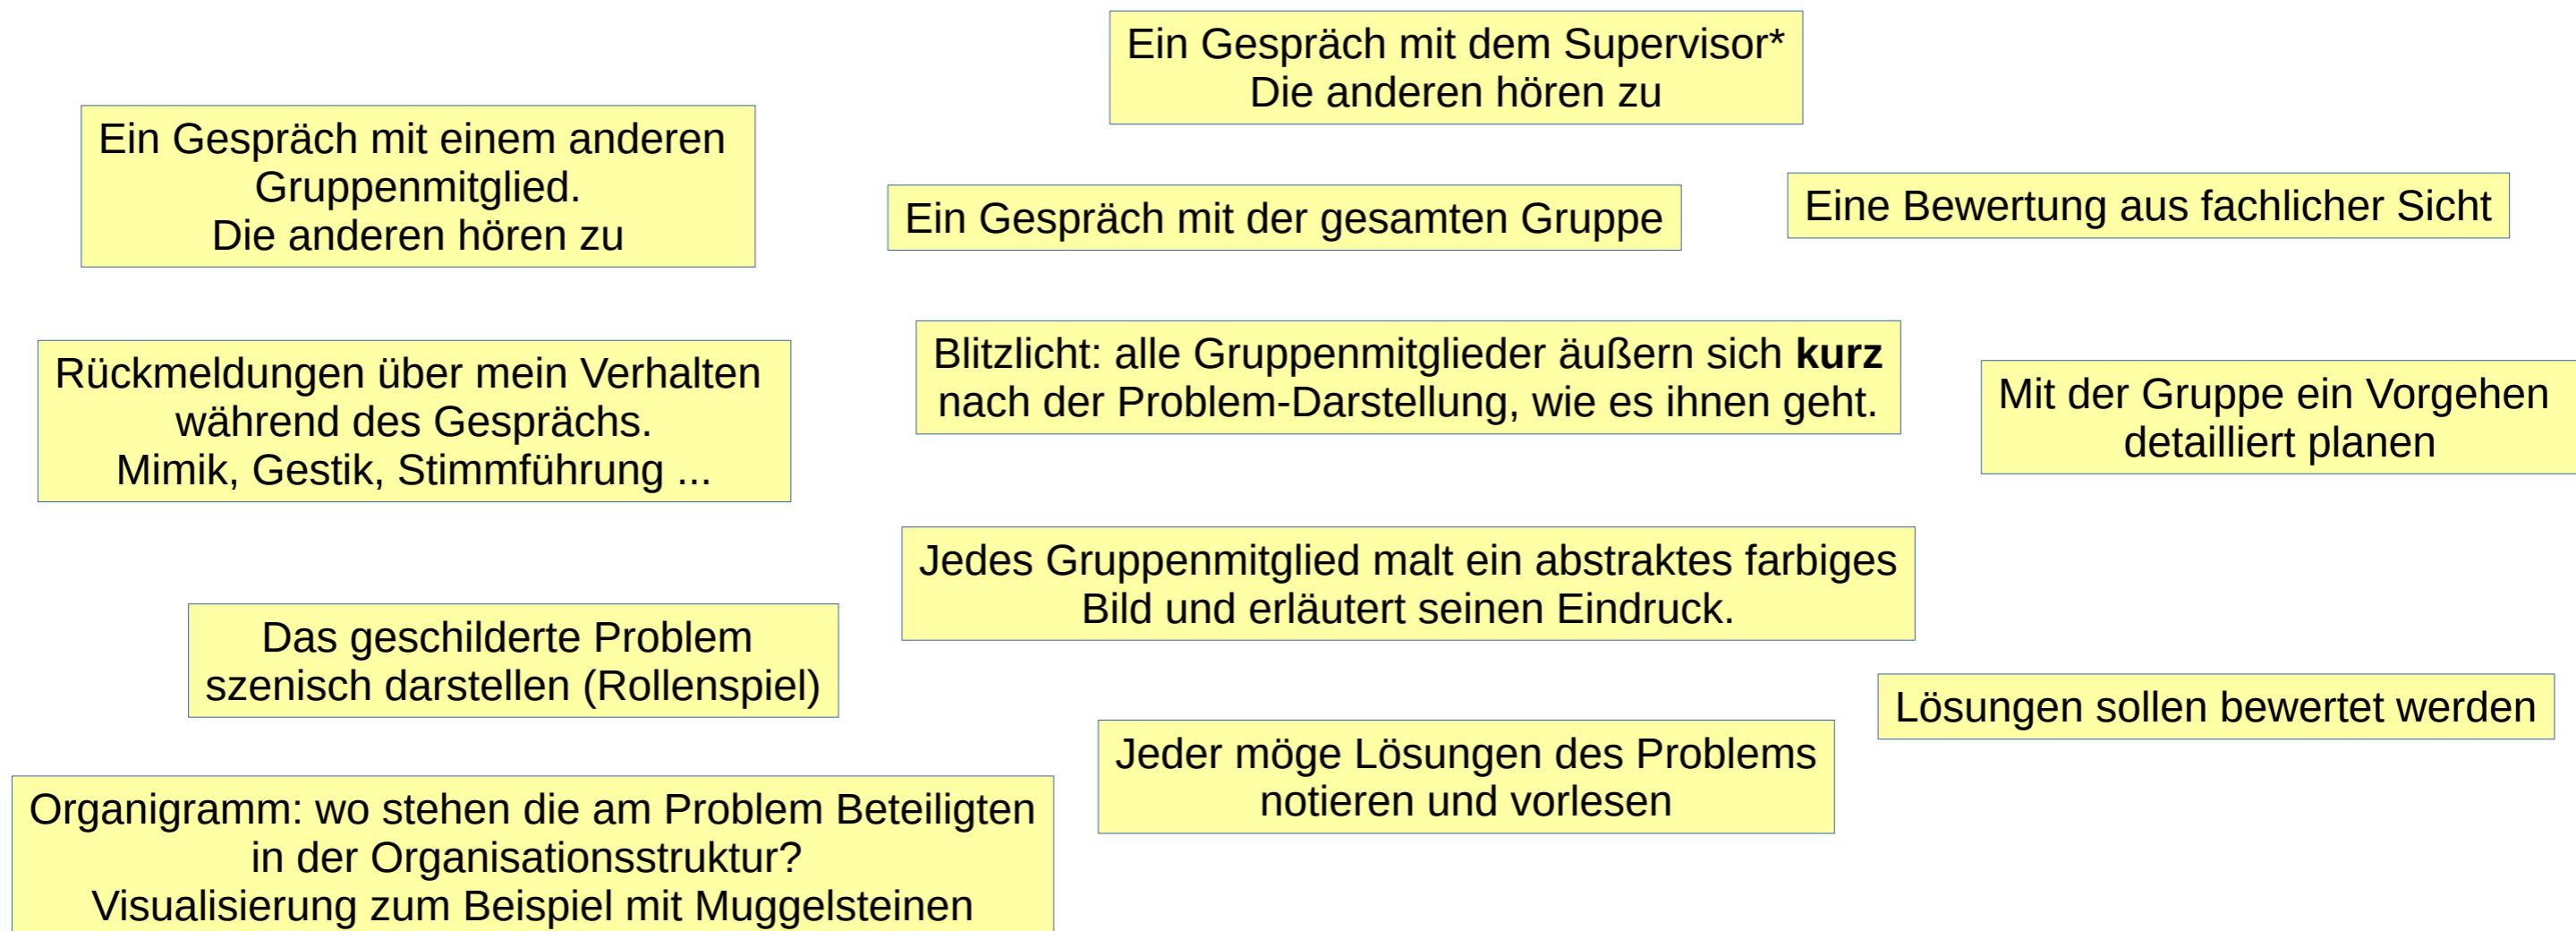 Ein Gespräch mit dem Supervisor*
Die anderen hören zu
Ein Gespräch mit einem anderen
Gruppenmitglied.
Die anderen hören zu
Ein Gespräch mit der gesamten Gruppe
Eine Bewertung aus fachlicher Sicht
Rückmeldungen über mein Verhalten
während des Gesprächs.
Mimik, Gestik, Stimmführung ...
Blitzlicht: alle Gruppenmitglieder äußern sich kurz
nach der Problem-Darstellung, wie es ihnen geht.
Mit der Gruppe ein Vorgehen
detailliert planen
Jedes Gruppenmitglied malt ein abstraktes farbiges
Bild und erläutert seinen Eindruck.
Das geschilderte Problem
szenisch darstellen (Rollenspiel)
Lösungen sollen bewertet werden
Jeder möge Lösungen des Problems
notieren und vorlesen
Organigramm: wo stehen die am Problem Beteiligten
in der Organisationsstruktur?
Visualisierung zum Beispiel mit Muggelsteinen